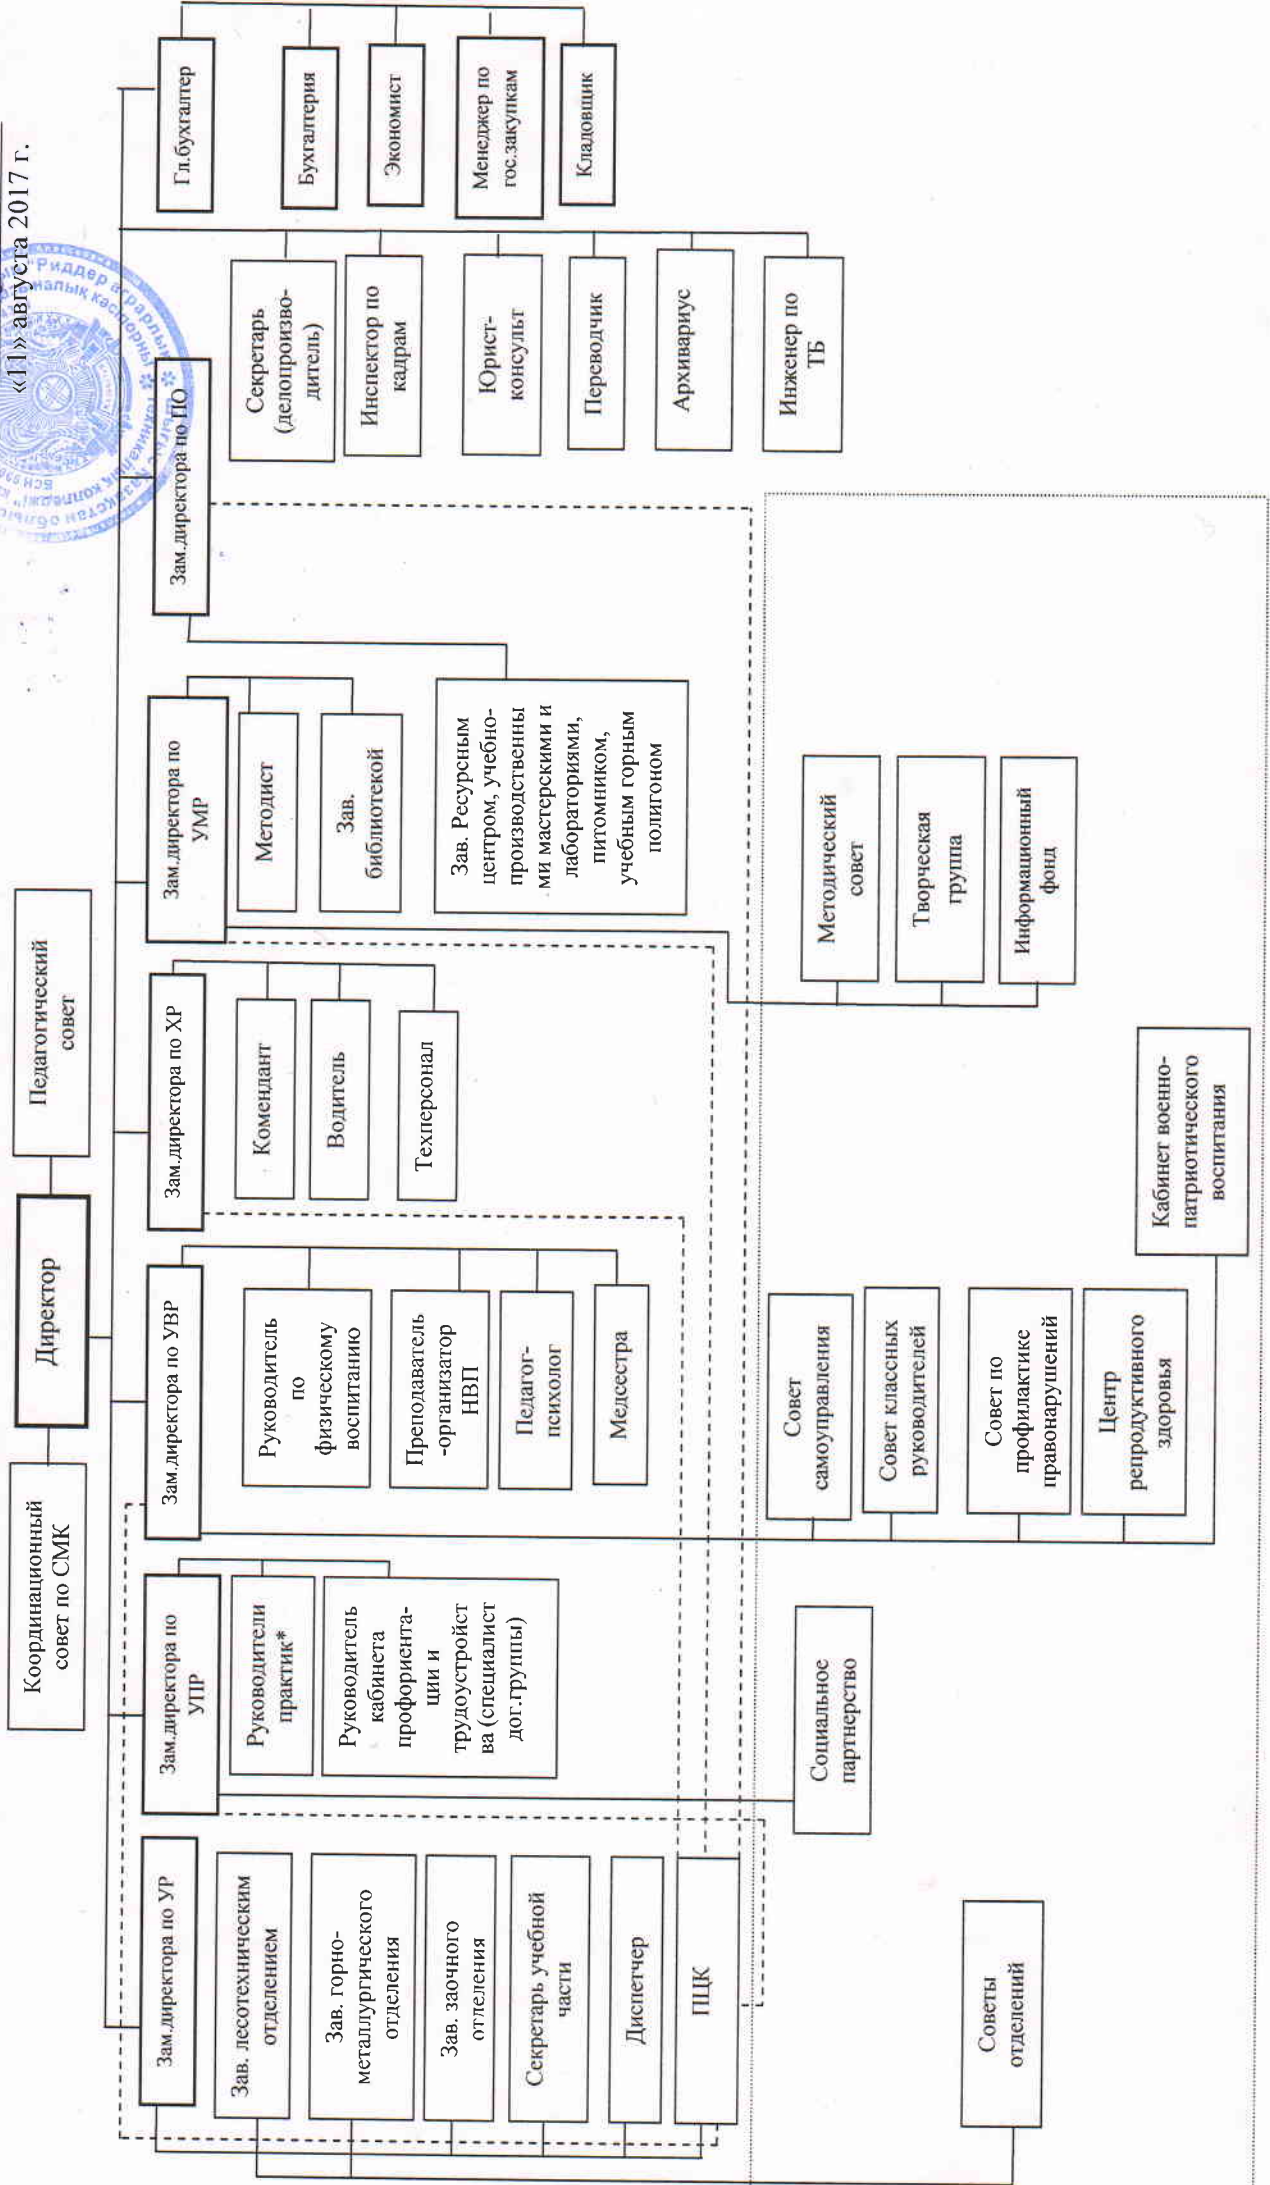 «11» августа 2017 г.
Координационный
совет по СМК
Директор
Педагогический
совет
Зам.директора по УР
Зав. лесотехническим
отделением
Зав. горно-
металлургического
отделения
Зав. заочного
отделения
Секретарь учебной
части
Диспетчер
ПЦК
Зам.директора по
УПР
Руководители
практик*
Руководитель
кабинета
профориента-
ции и
трудоустройст
ва (специалист
дог.группы)
Зам.директора по УВР
Руководитель
по
физическому
воспитанию
Преподаватель
-организатор
НВП
Педагог-
психолог
Медсестра
Зам.директора по ХР
Комендант
Водитель
Техперсонал
Зам.директора по
УМР
Методист
Зав.
библиотекой
Зам.директора по ПО
Зав. Ресурсным
центром, учебно-
производственны
ми мастерскими и
лабораториями,
питомником,
учебным горным
полигоном
Секретарь
(делопроизво-
дитель)
Инспектор по
кадрам
Юрист-
консульт
Переводчик
Архивариус
Инженер по
ТБ
Гл.бухгалтер
Бухгалтерия
Экономист
Менеджер по
гос.закупкам
Кладовщик
Советы
отделений
Социальное
партнерство
Совет
самоуправления
Совет классных
руководителей
Совет по
профилактике
правонарушений
Центр
репродуктивного
здоровья
Кабинет военно-
патриотического
воспитания
Методический
совет
Творческая
группа
Информационный
фонд
"Риддер аграрлық
техникалық колледжі"
Шығыс Қазақстан облысы